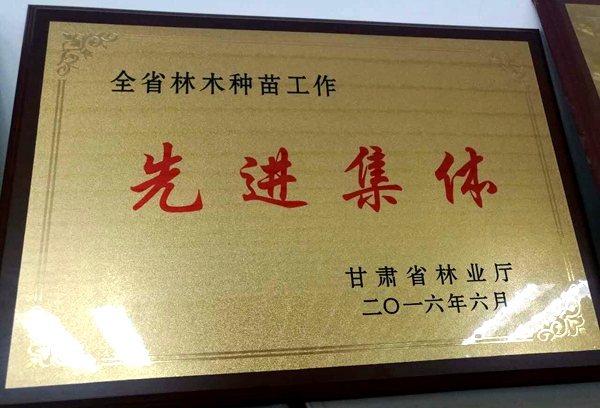 全省林木种苗工作
先进集体
甘肃省林业厅
二〇一六年六月